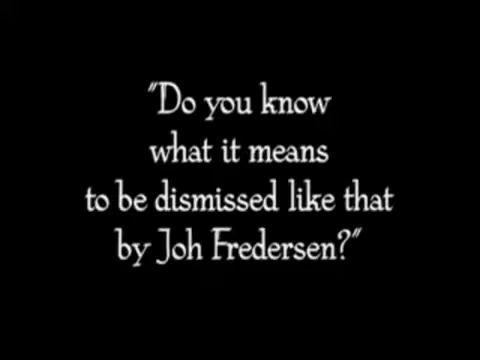 "Do you know
what it means
to be dismissed like that
by Joh Fredersen?"